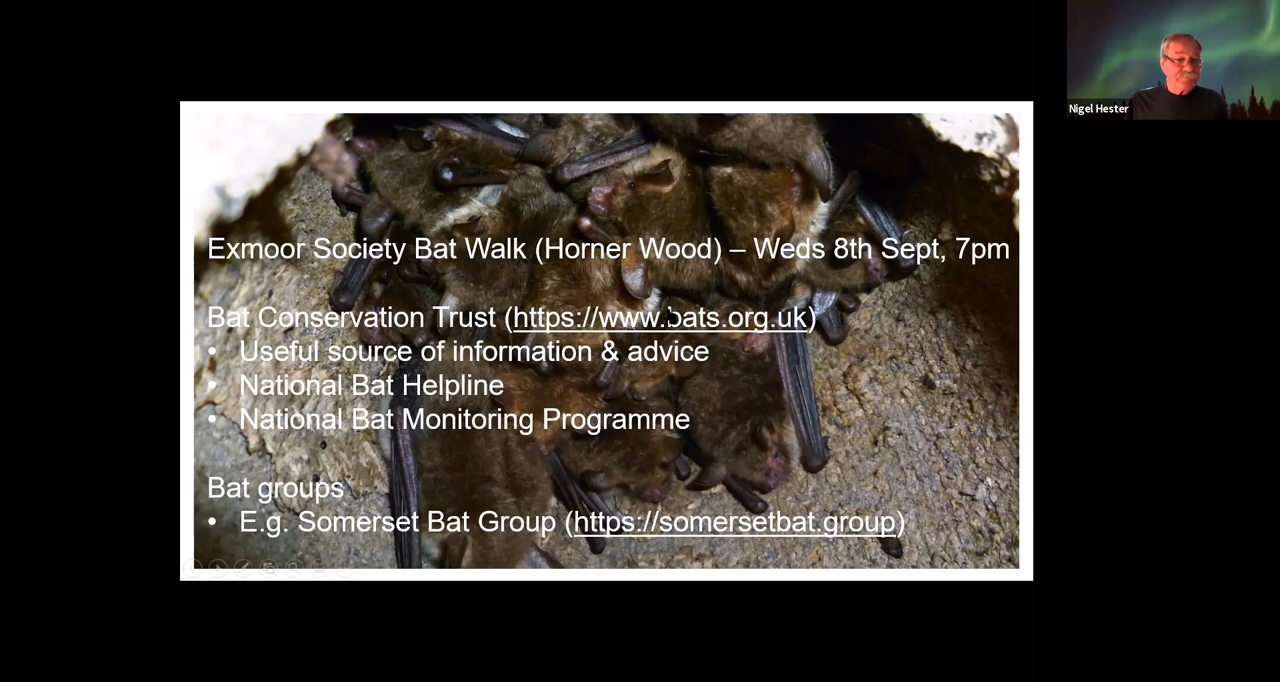 Nigel Hester
Exmoor Society Bat Walk (Horner Wood) – Weds 8th Sept, 7pm
Bat Conservation Trust (https://www.bats.org.uk)
• Useful source of information & advice
• National Bat Helpline
• National Bat Monitoring Programme
Bat groups
• E.g. Somerset Bat Group (https://somersetbat.group)